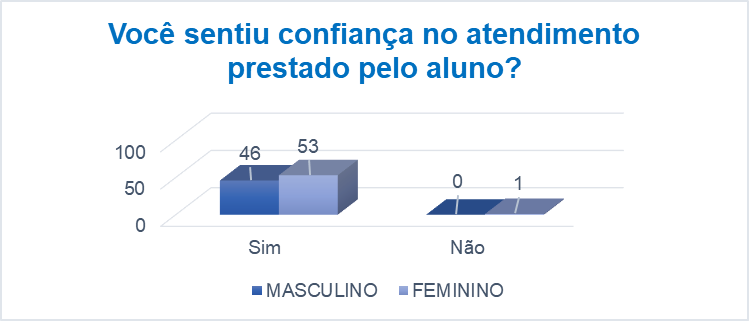 Você sentiu confiança no atendimento
prestado pelo aluno?
100
50
0
46
53
0
1
Sim
Não
MASCULINO
FEMININO